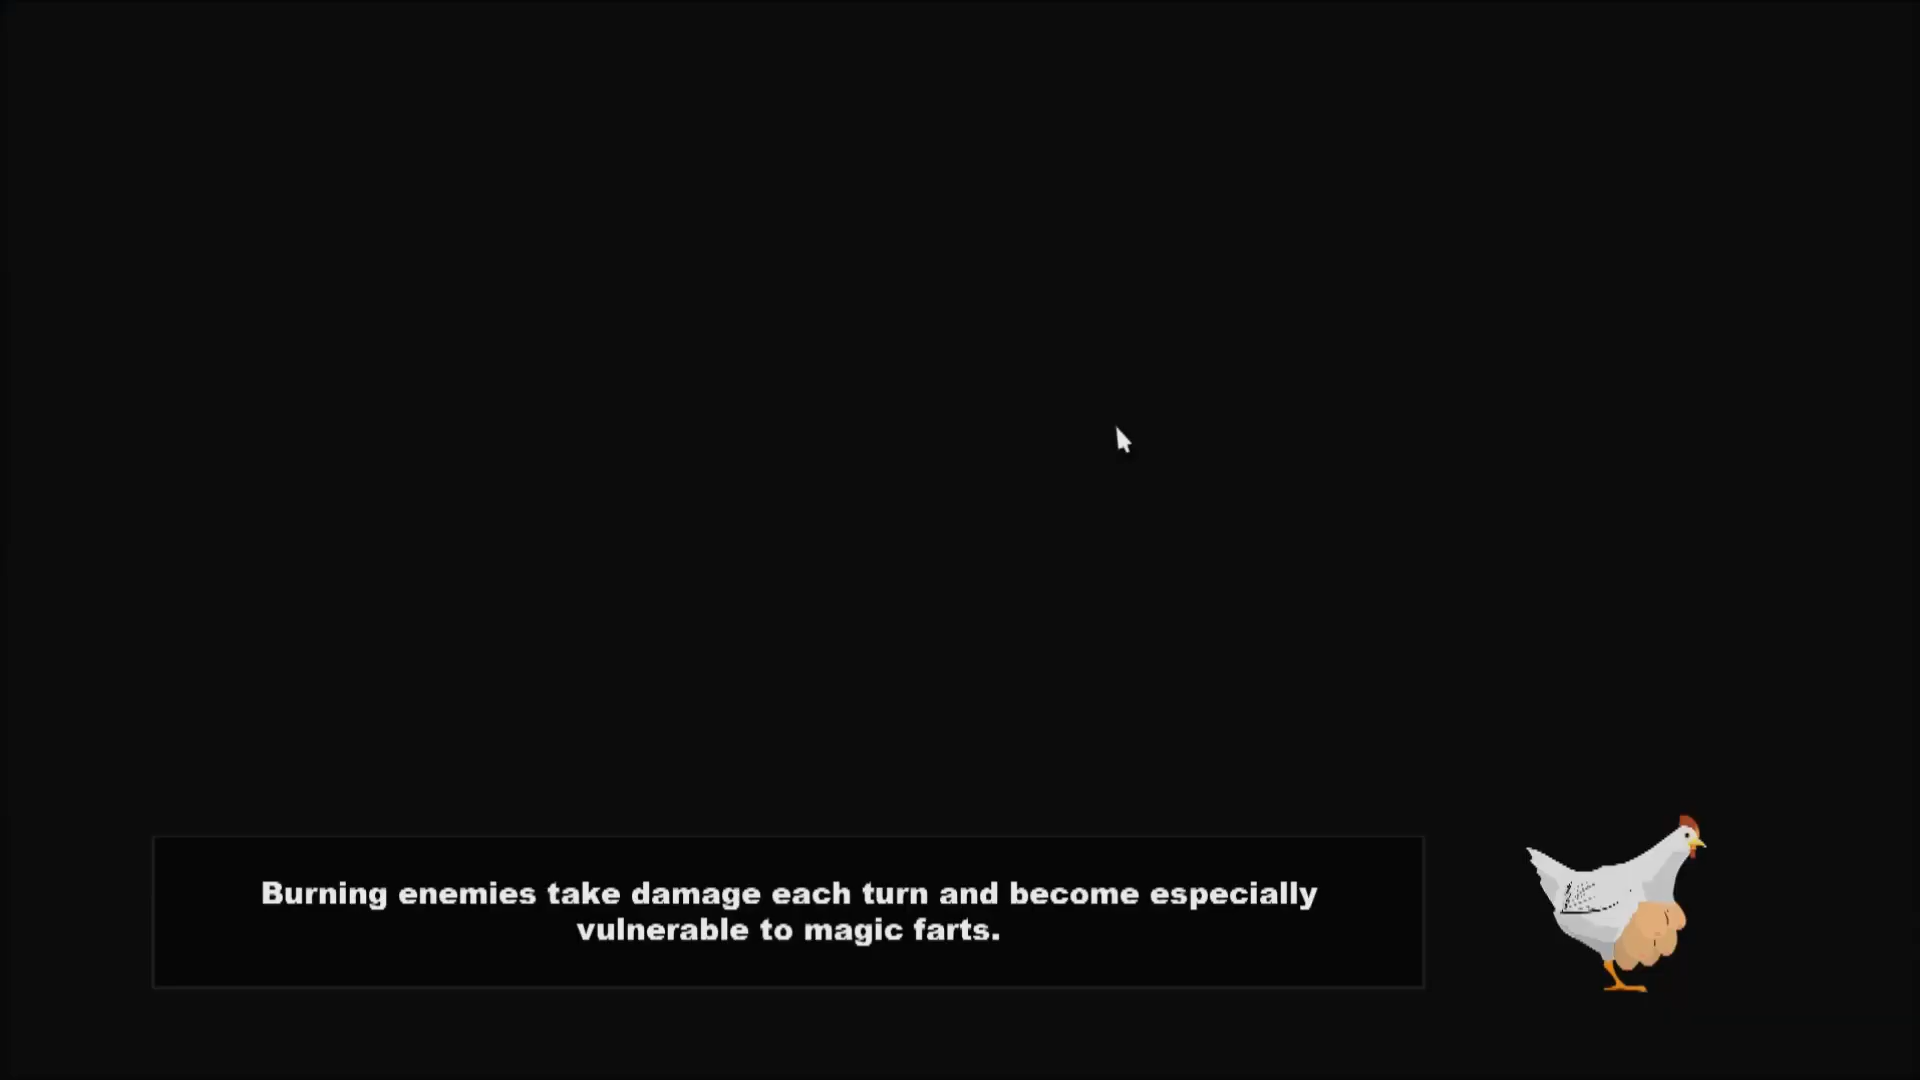 Burning enemies take damage each turn and become especially
vulnerable to magic farts.